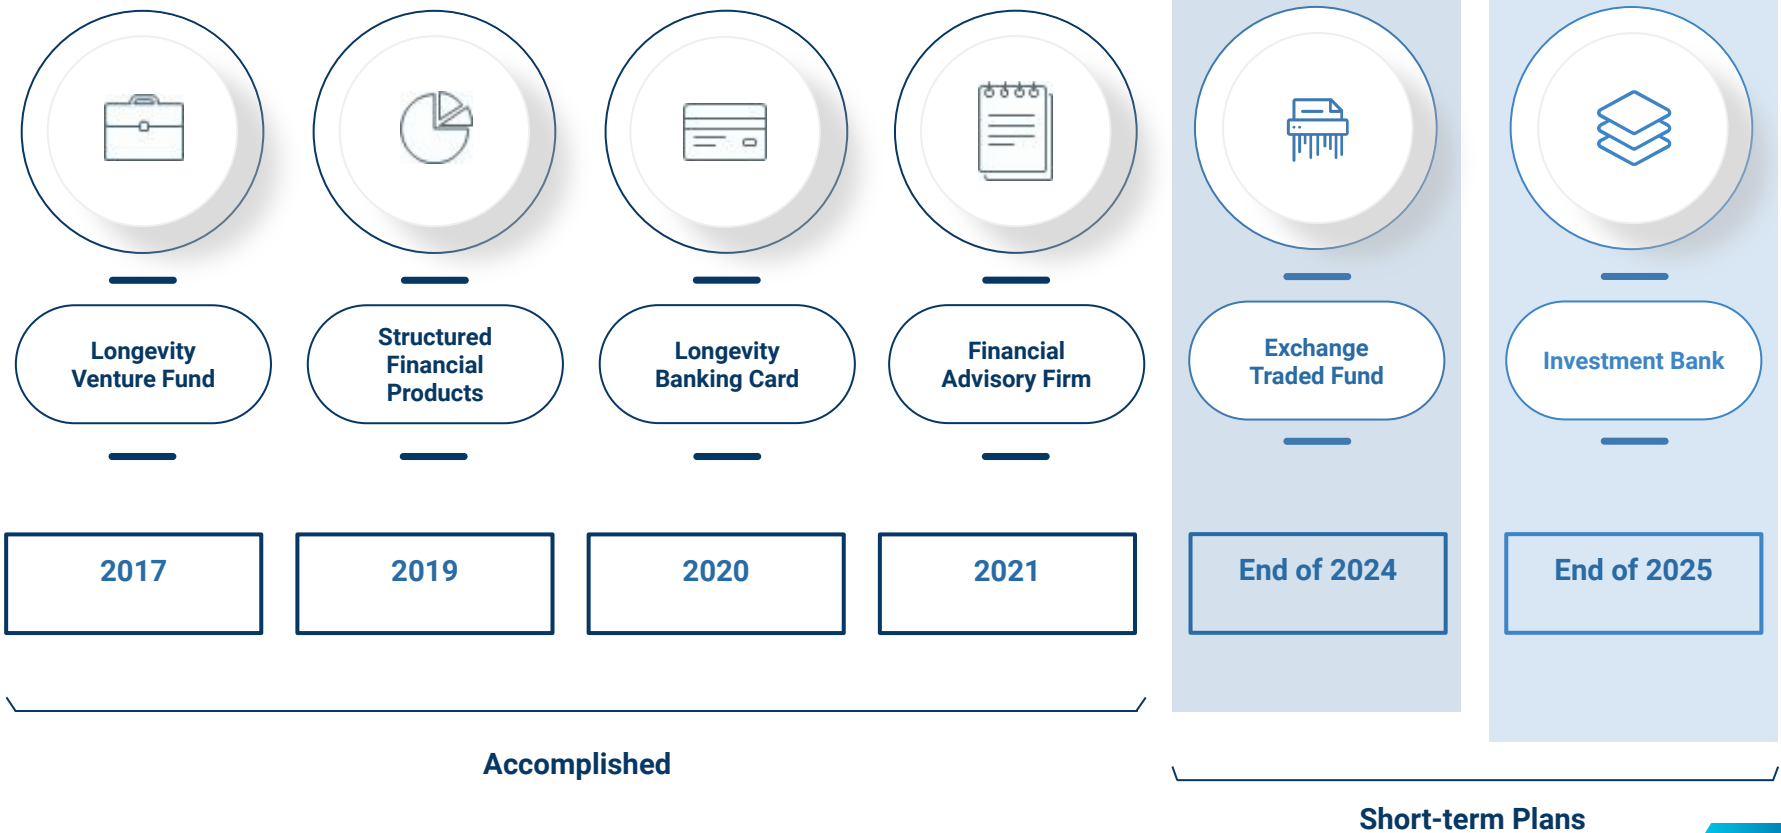 Longevity
Venture Fund
Structured
Financial
Products
Longevity
Banking Card
Financial
Advisory Firm
Exchange
Traded Fund
Investment Bank
2017
2019
2020
2021
End of 2024
End of 2025
Accomplished
Short-term Plans